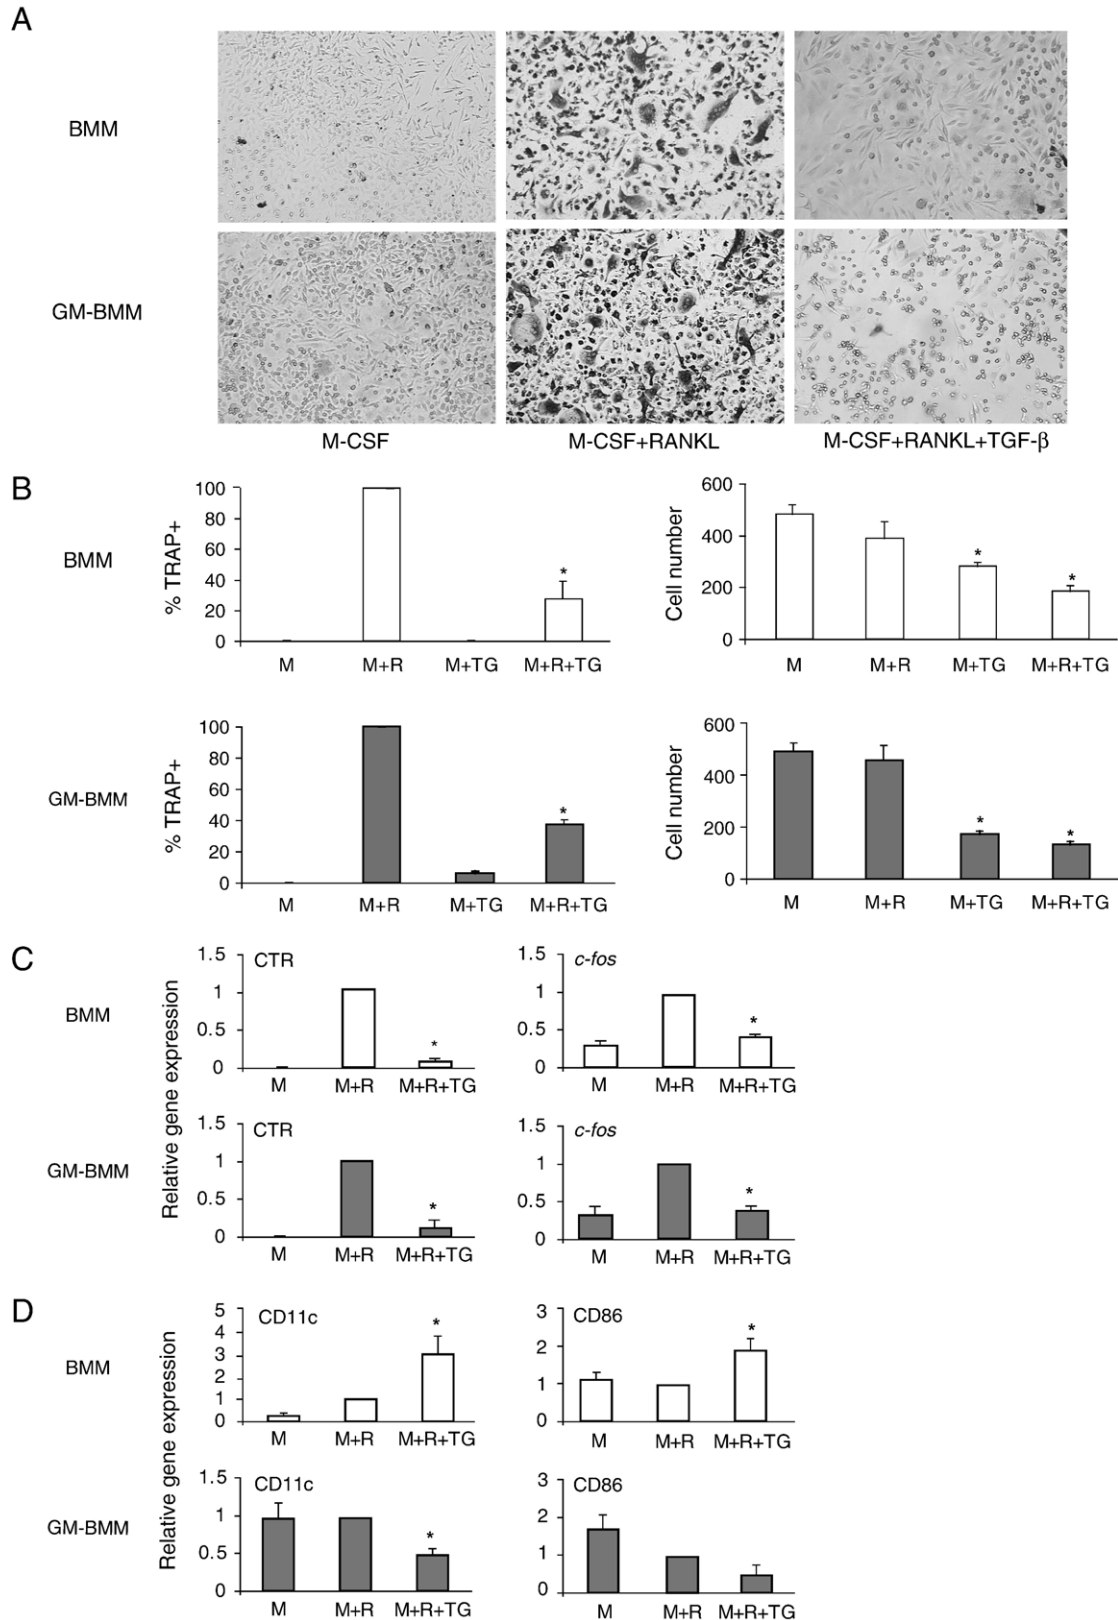 A
BMM
GM-BMM
M-CSF
M-CSF+RANKL
M-CSF+RANKL+TGF-β
B
BMM
% TRAP+
100
80
60
40
20
0
M
M+R
M+TG
M+R+TG
Cell number
600
400
200
0
M
M+R
M+TG
M+R+TG
*
*
*
GM-BMM
% TRAP+
100
80
60
40
20
0
M
M+R
M+TG
M+R+TG
*
Cell number
600
400
200
0
M
M+R
M+TG
M+R+TG
*
*
C
Relative gene expression
BMM
CTR
1.5
1
0.5
0
M
M+R
M+R+TG
*
c-fos
1.5
1
0.5
0
M
M+R
M+R+TG
*
GM-BMM
CTR
1.5
1
0.5
0
M
M+R
M+R+TG
*
c-fos
1.5
1
0.5
0
M
M+R
M+R+TG
*
D
Relative gene expression
BMM
CD11c
5
4
3
2
1
0
M
M+R
M+R+TG
*
CD86
3
2
1
0
M
M+R
M+R+TG
*
GM-BMM
CD11c
1.5
1
0.5
0
M
M+R
M+R+TG
*
CD86
3
2
1
0
M
M+R
M+R+TG